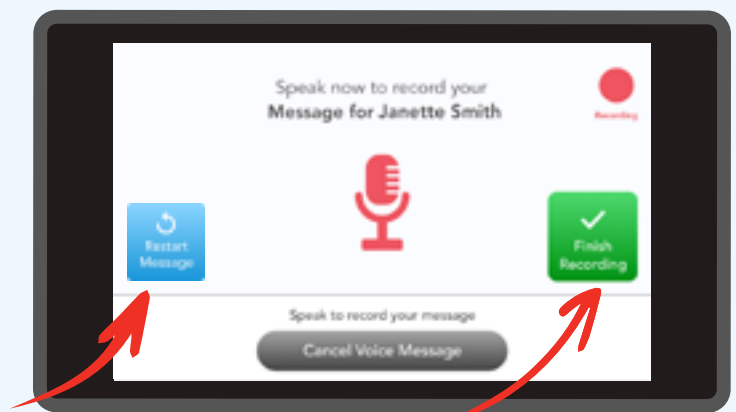 Speak now to record your
Message for Janette Smith
Recording
Restart
Message
Finish
Recording
Speak to record your message
Cancel Voice Message